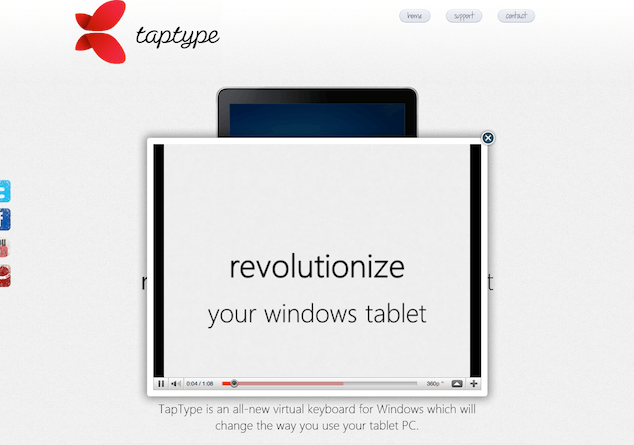 taptype
home
support
contact
revolutionize
your windows tablet
0:04 / 1:08
360p
TapType is an all-new virtual keyboard for Windows which will
change the way you use your tablet PC.